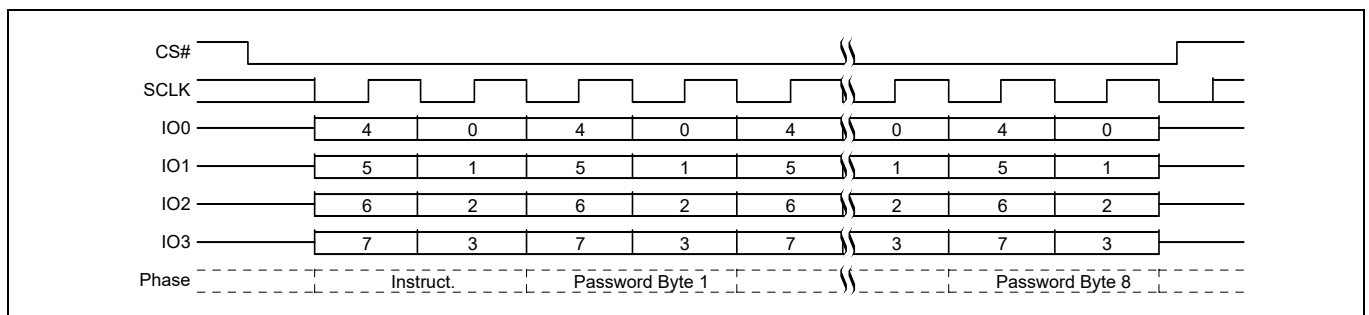 CS#
SCLK
IO0 4 0 4 0 4 0 4 0
IO1 5 1 5 1 5 1 5 1
IO2 6 2 6 2 6 2 6 2
IO3 7 3 7 3 7 3 7 3
Phase Instruct. Password Byte 1 Password Byte 8